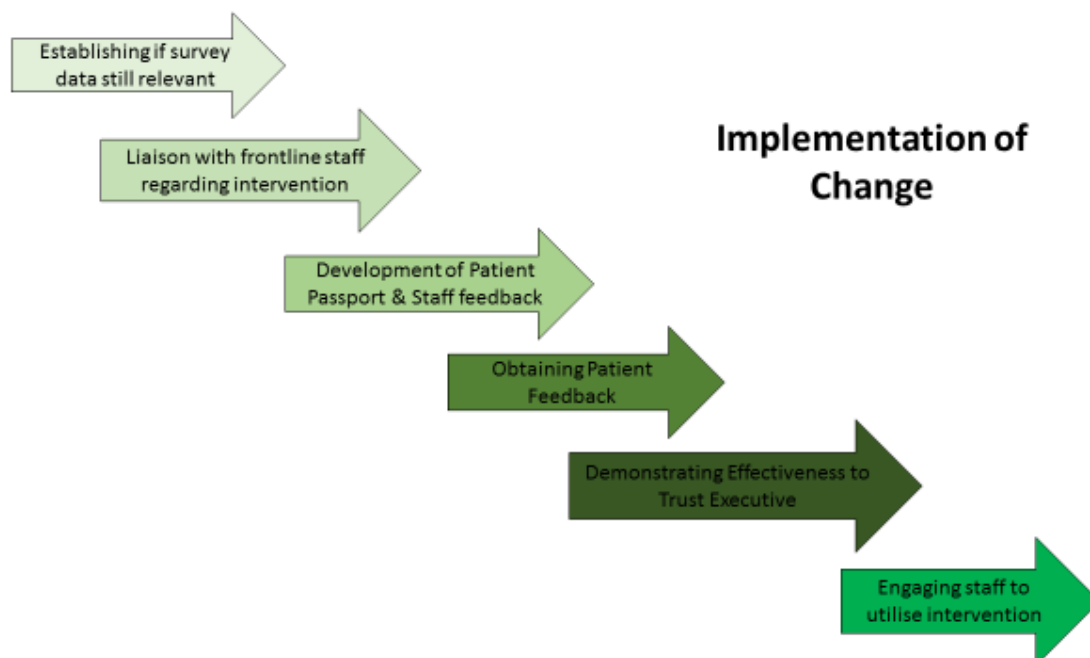 Establishing if survey
data still relevant
Implementation of
Change
Liaison with frontline staff
regarding intervention
Development of Patient
Passport & Staff feedback
Obtaining Patient
Feedback
Demonstrating Effectiveness to
Trust Executive
Engaging staff to
utilise intervention